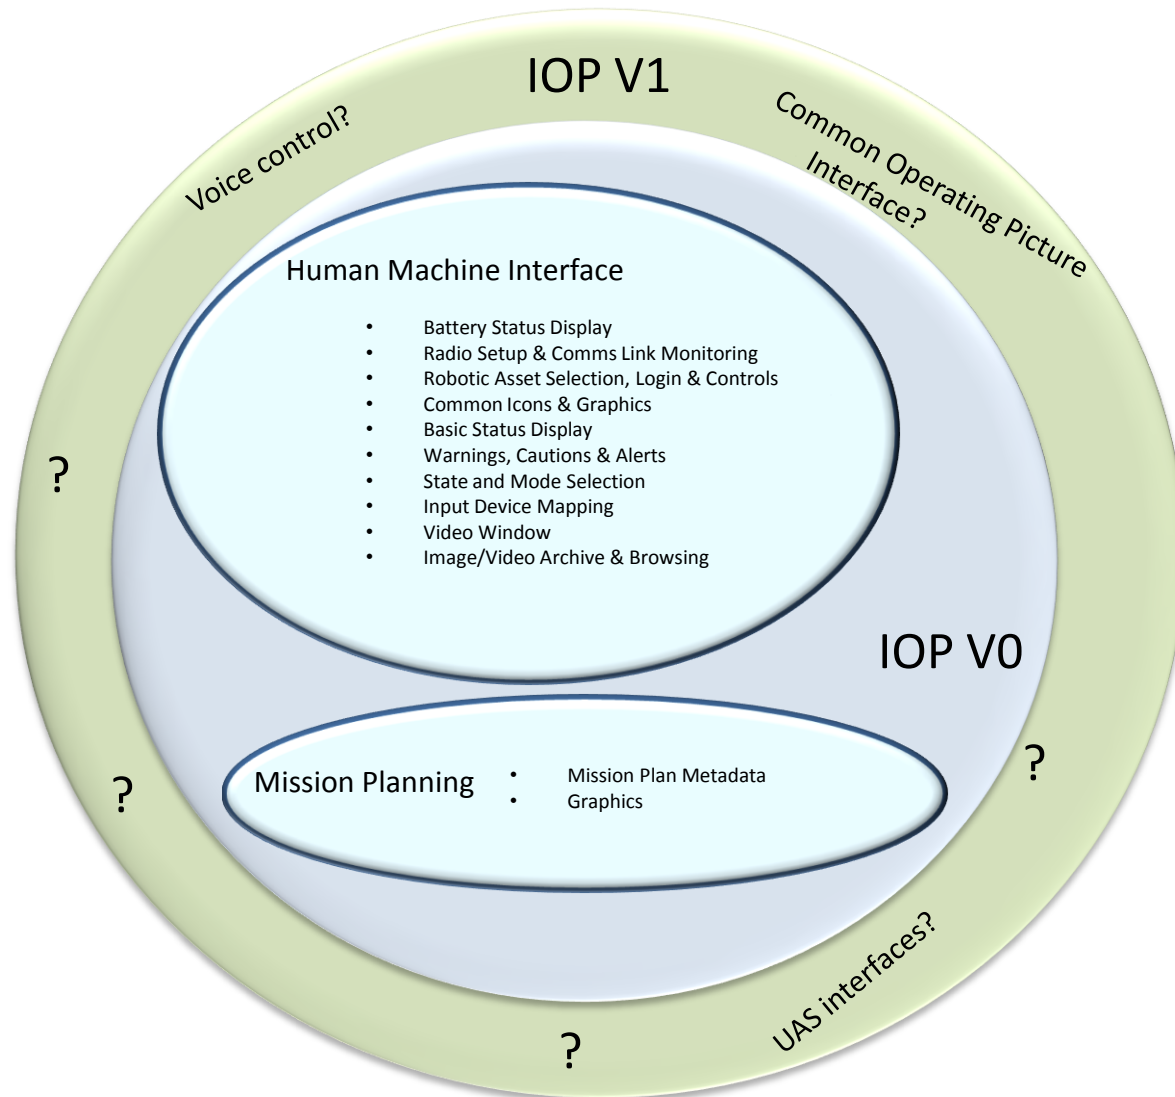 IOP V1
Voice control?
Common Operating Picture
Interface?
Human Machine Interface
• Battery Status Display
• Radio Setup & Comms Link Monitoring
• Robotic Asset Selection, Login & Controls
• Common Icons & Graphics
• Basic Status Display
• Warnings, Cautions & Alerts
• State and Mode Selection
• Input Device Mapping
• Video Window
• Image/Video Archive & Browsing
?
IOP V0
Mission Planning
• Mission Plan Metadata
• Graphics
?
?
UAS interfaces?
?